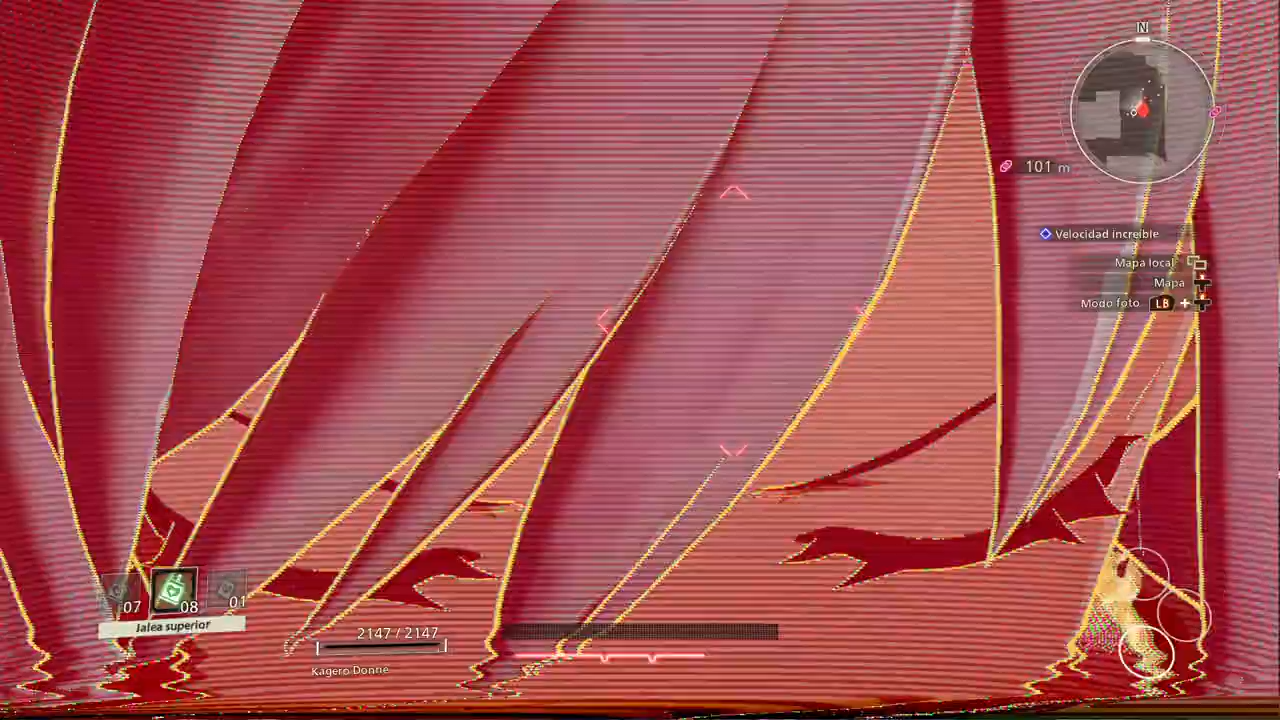 N
101 m
Velocidad increíble
Mapa local
Mapa
Modo foto LB +
07
08
01
Jalea superior
2147 / 2147
Kagero Donne